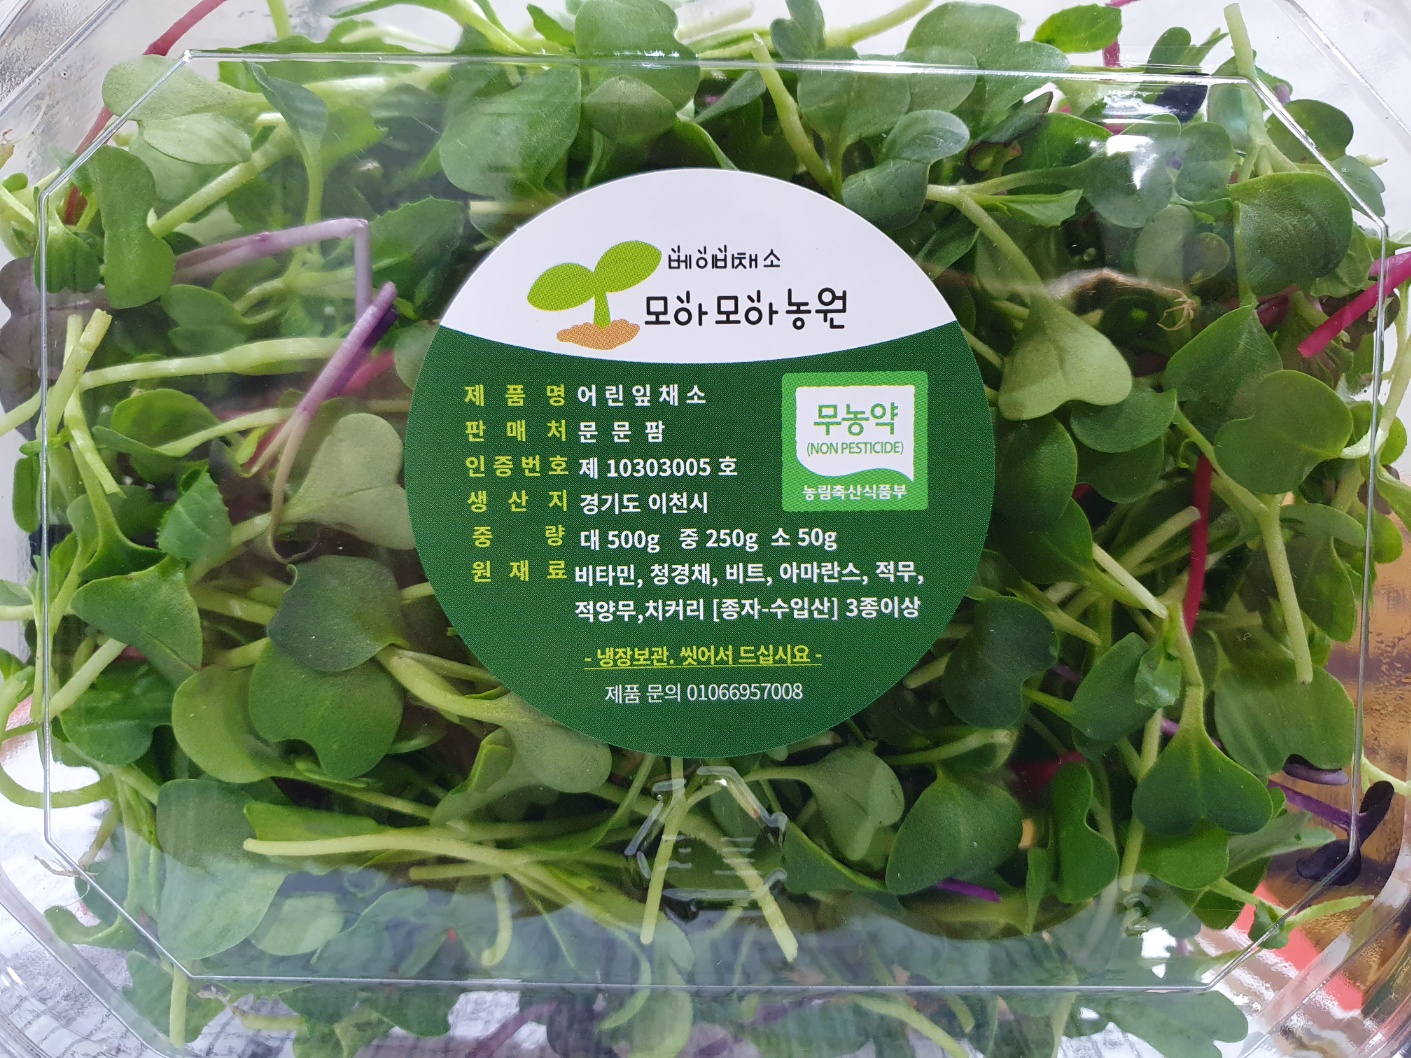 베이비채소
모아모아농원
제품명 어린잎채소
판매처 문문팜
인증번호 제 10303005 호
생산지 경기도 이천시
중량 대 500g 중 250g 소 50g
원재료 비타민, 청경채, 비트, 아마란스, 적무,
적양무,치커리 [종자-수입산] 3종이상
- 냉장보관. 씻어서 드십시요 -
제품 문의 01066957008
무농약
(NON PESTICIDE)
농림축산식품부